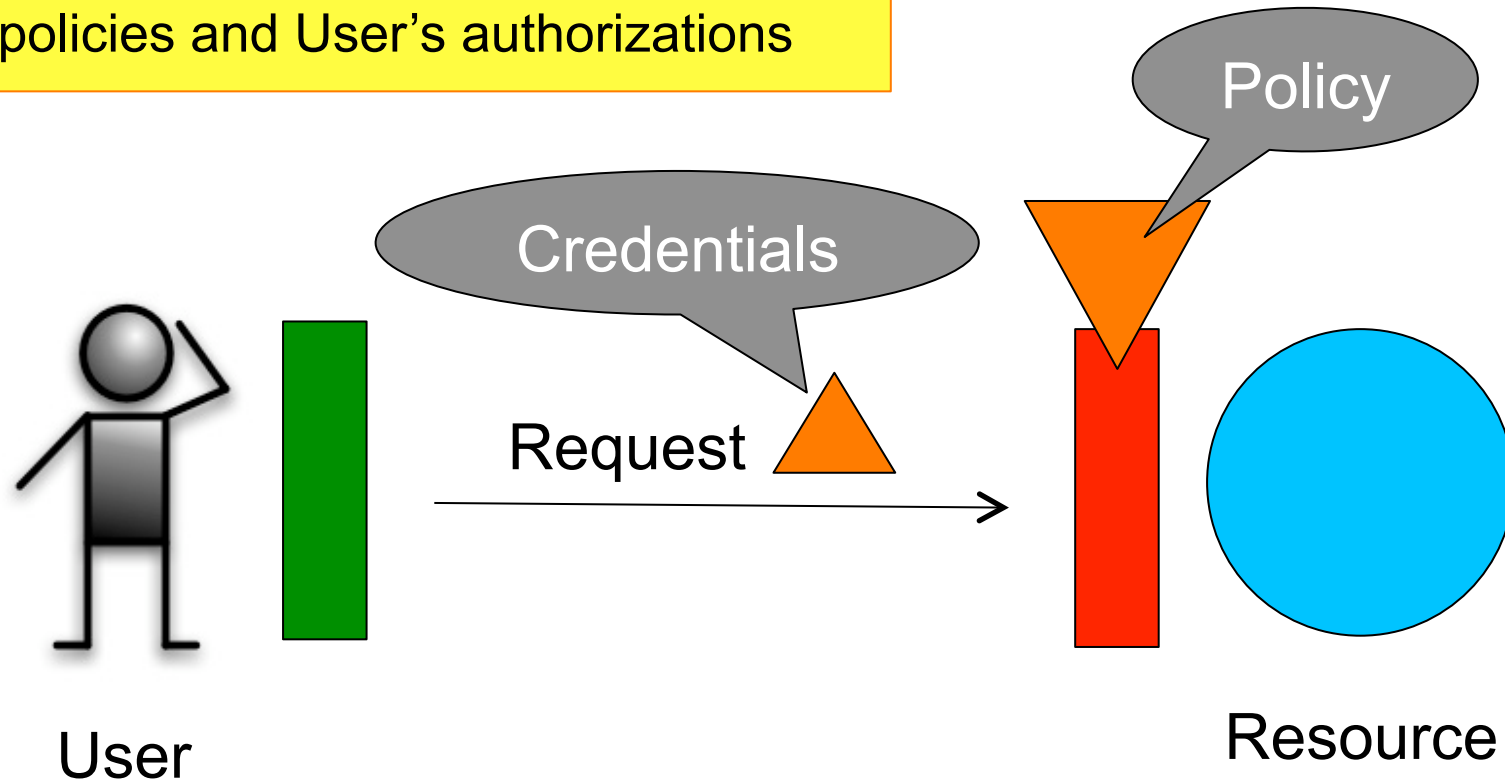 policies and User’s authorizations
Policy
Credentials
Request
User
Resource